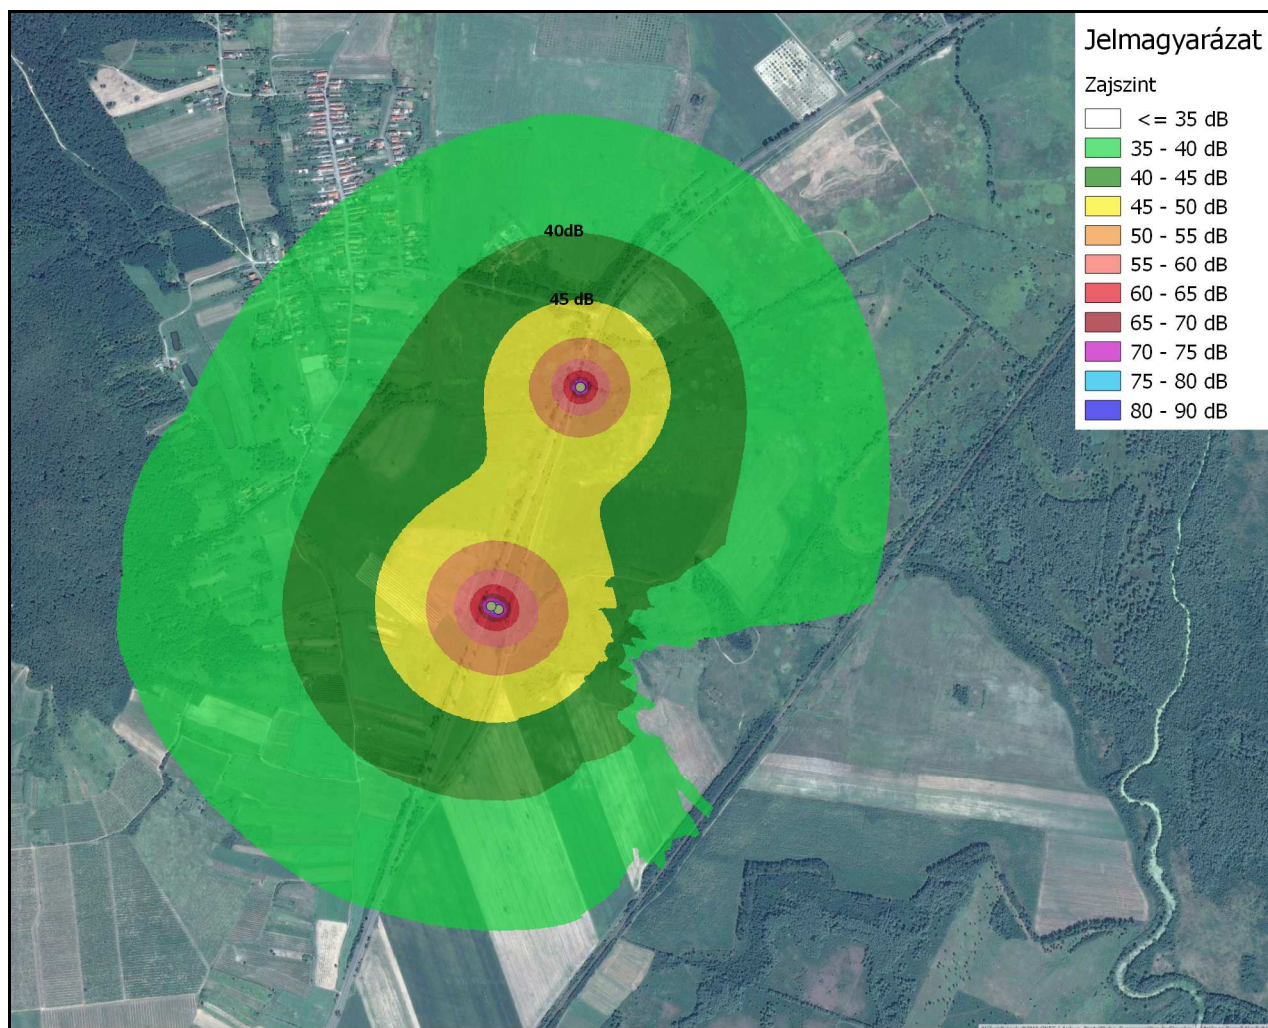 Jelmagyarázat
Zajszint
<= 35 dB
35 - 40 dB
40 - 45 dB
45 - 50 dB
50 - 55 dB
55 - 60 dB
60 - 65 dB
65 - 70 dB
70 - 75 dB
75 - 80 dB
80 - 90 dB
40dB
45 dB